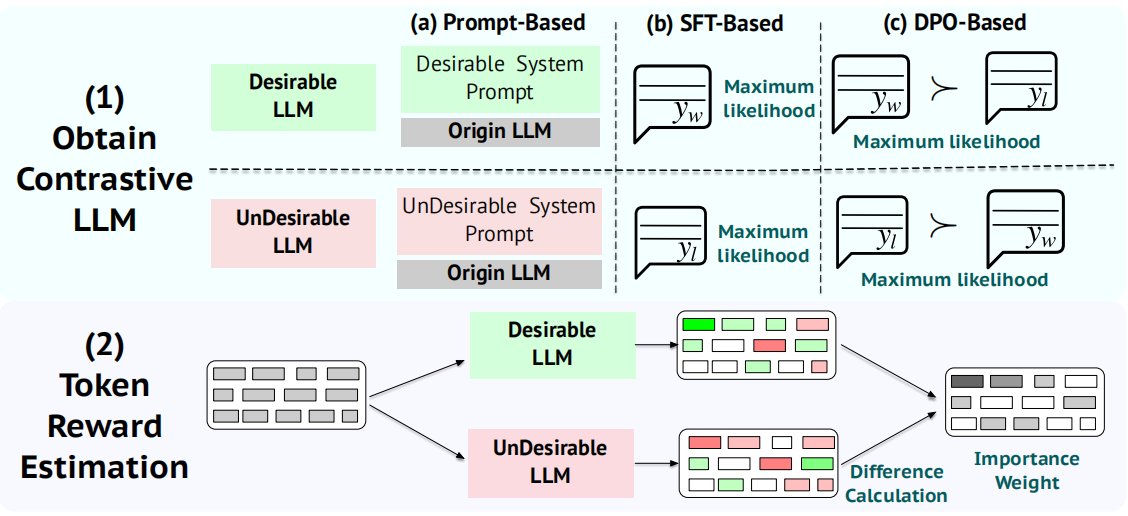 (a) Prompt-Based
(b) SFT-Based
(c) DPO-Based
(1)
Obtain
Contrastive
LLM
Desirable
LLM
Desirable System
Prompt
Origin LLM
y_w
Maximum
likelihood
y_w ≻ y_l
Maximum likelihood
UnDesirable
LLM
UnDesirable System
Prompt
Origin LLM
y_l
Maximum
likelihood
y_l ≻ y_w
Maximum likelihood
(2)
Token
Reward
Estimation
Desirable
LLM
UnDesirable
LLM
Difference
Calculation
Importance
Weight